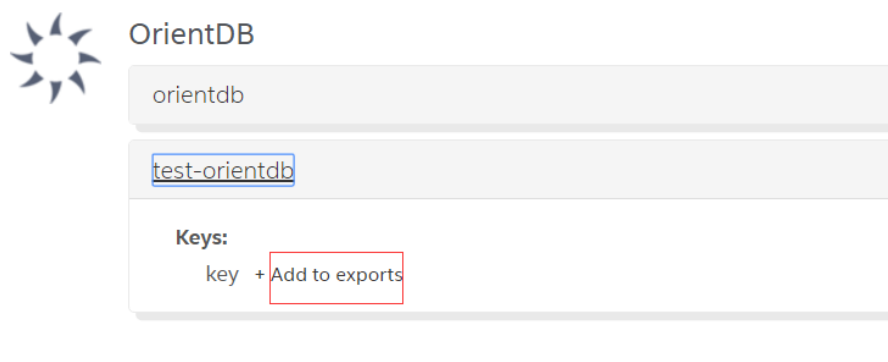 OrientDB
orientdb
test-orientdb
Keys:
key + Add to exports